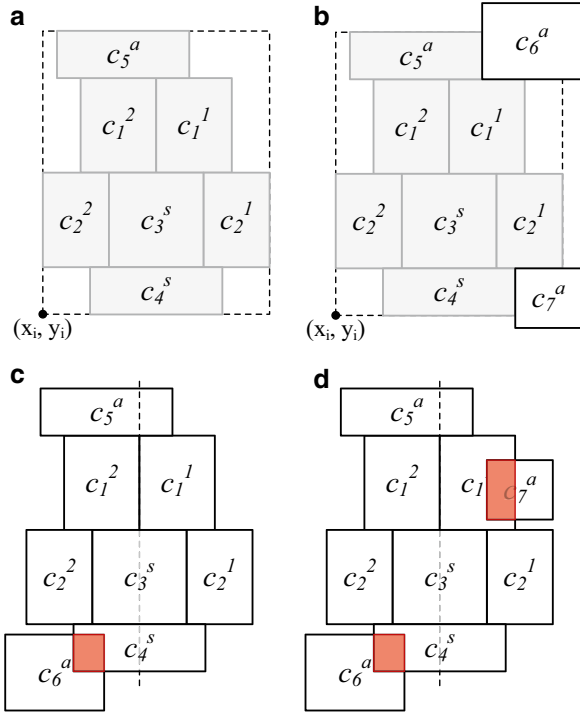 a
c₅ᵃ
c₁² c₁¹
c₂² c₃ˢ c₂¹
c₄ˢ
(xᵢ, yᵢ)
b
c₆ᵃ
c₅ᵃ
c₁² c₁¹
c₂² c₃ˢ c₂¹
c₄ˢ c₇ᵃ
(xᵢ, yᵢ)
c
c₅ᵃ
c₁² c₁¹
c₂² c₃ˢ c₂¹
c₄ˢ
c₆ᵃ
d
c₅ᵃ
c₁² c₁ c₇ᵃ
c₂² c₃ˢ c₂¹
c₄ˢ
c₆ᵃ